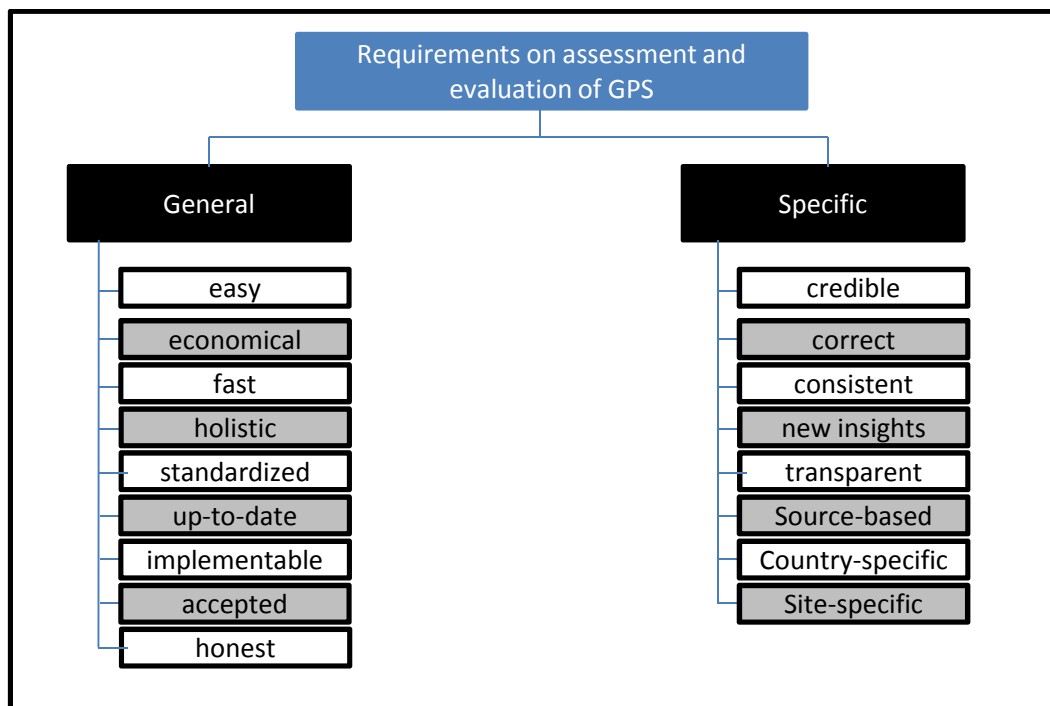 Requirements on assessment and
evaluation of GPS
General
easy
economical
fast
holistic
standardized
up-to-date
implementable
accepted
honest
Specific
credible
correct
consistent
new insights
transparent
Source-based
Country-specific
Site-specific